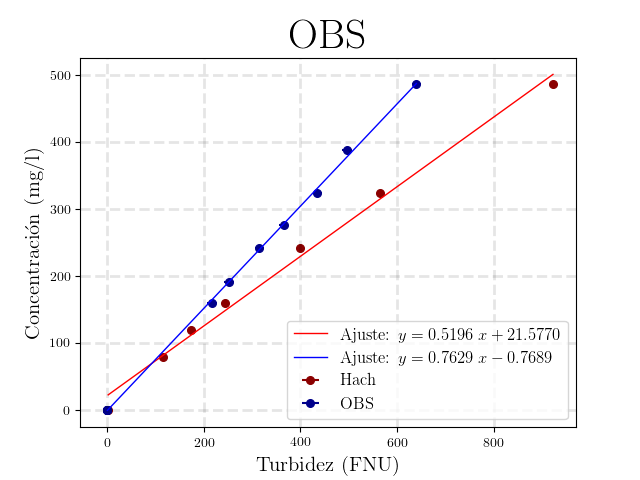 OBS
500
400
300
200
100
0
Concentración (mg/l)
Ajuste: y = 0.5196 x + 21.5770
Ajuste: y = 0.7629 x − 0.7689
Hach
OBS
0 200 400 600 800
Turbidez (FNU)